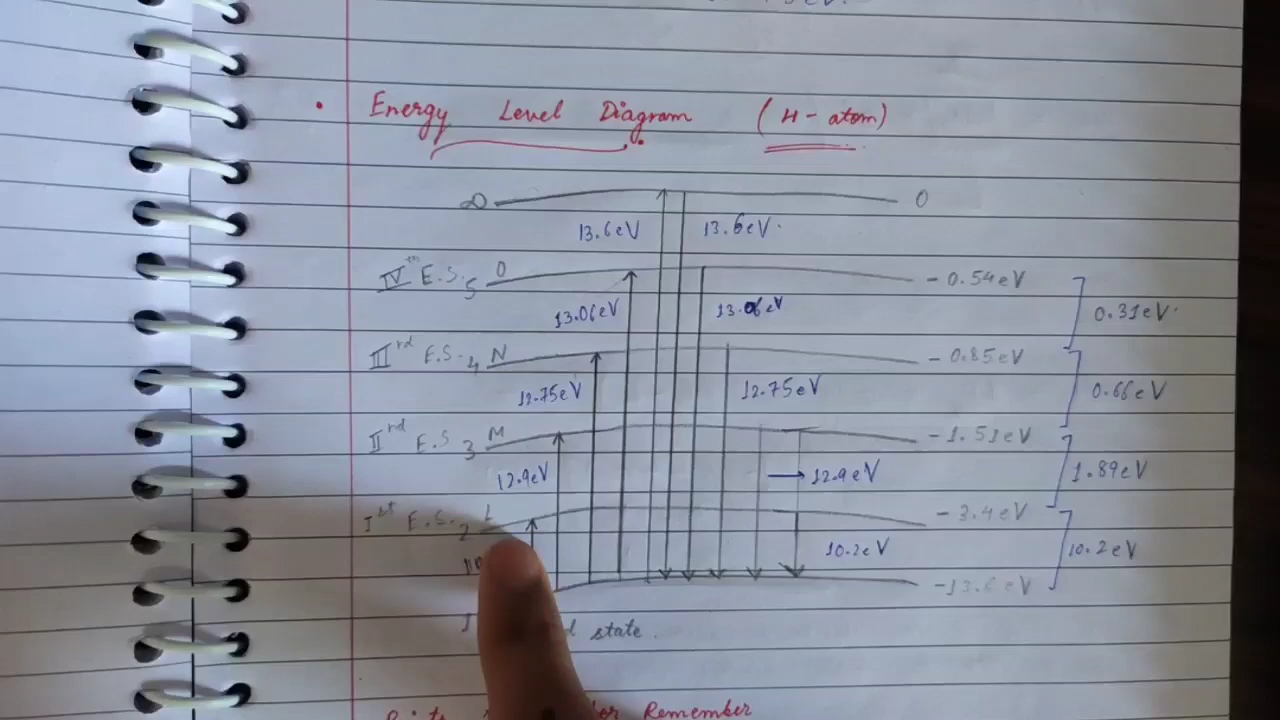 5eV.
• Energy Level Diagram (H-atom)
∞ 0
13.6eV 13.6eV.
IVth E.S. 5 O - 0.54eV
13.06eV 13.06eV 0.31eV.
IIIrd E.S. 4 N - 0.85eV
12.75eV 12.75eV 0.66eV
IIrd E.S 3 M - 1.51eV
12.9eV 12.9eV 1.89eV
Ist E.S. 2 L - 3.4eV
10.2eV 10.2eV
-13.6eV
state.
Remember